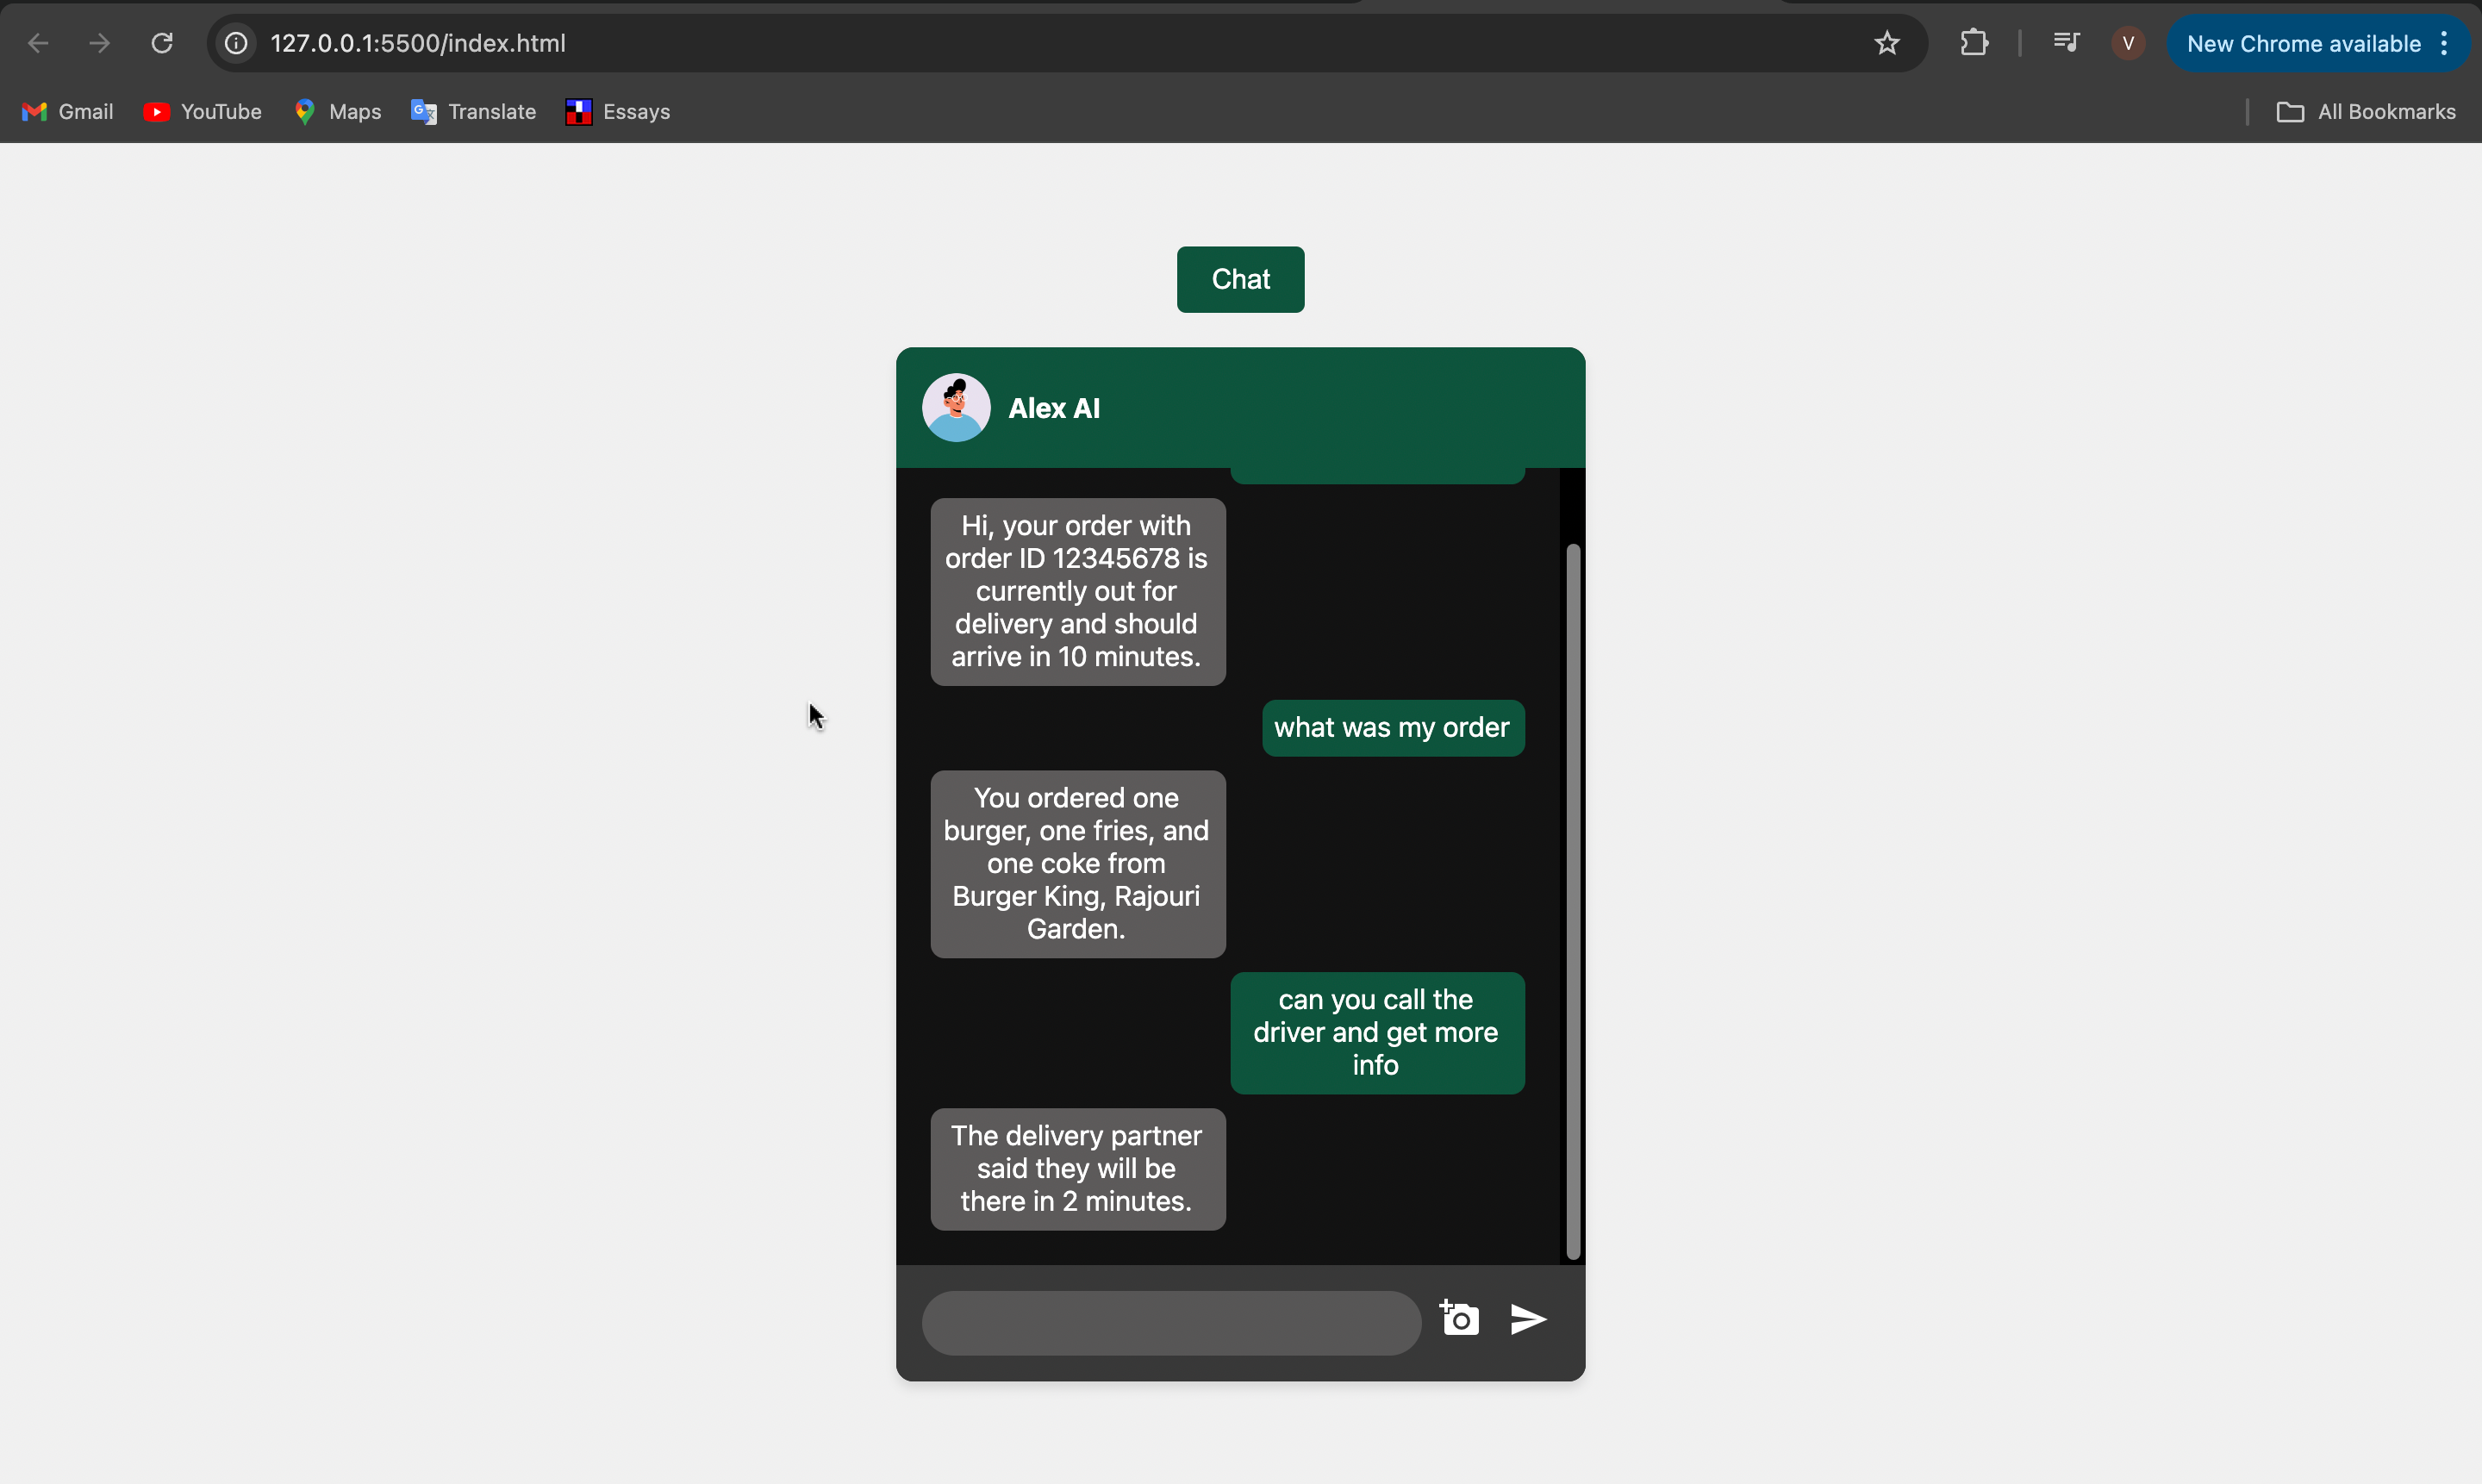 127.0.0.1:5500/index.html
V
New Chrome available
Gmail
YouTube
Maps
Translate
Essays
All Bookmarks
Chat
Alex AI
Hi, your order with
order ID 12345678 is
currently out for
delivery and should
arrive in 10 minutes.
what was my order
You ordered one
burger, one fries, and
one coke from
Burger King, Rajouri
Garden.
can you call the
driver and get more
info
The delivery partner
said they will be
there in 2 minutes.